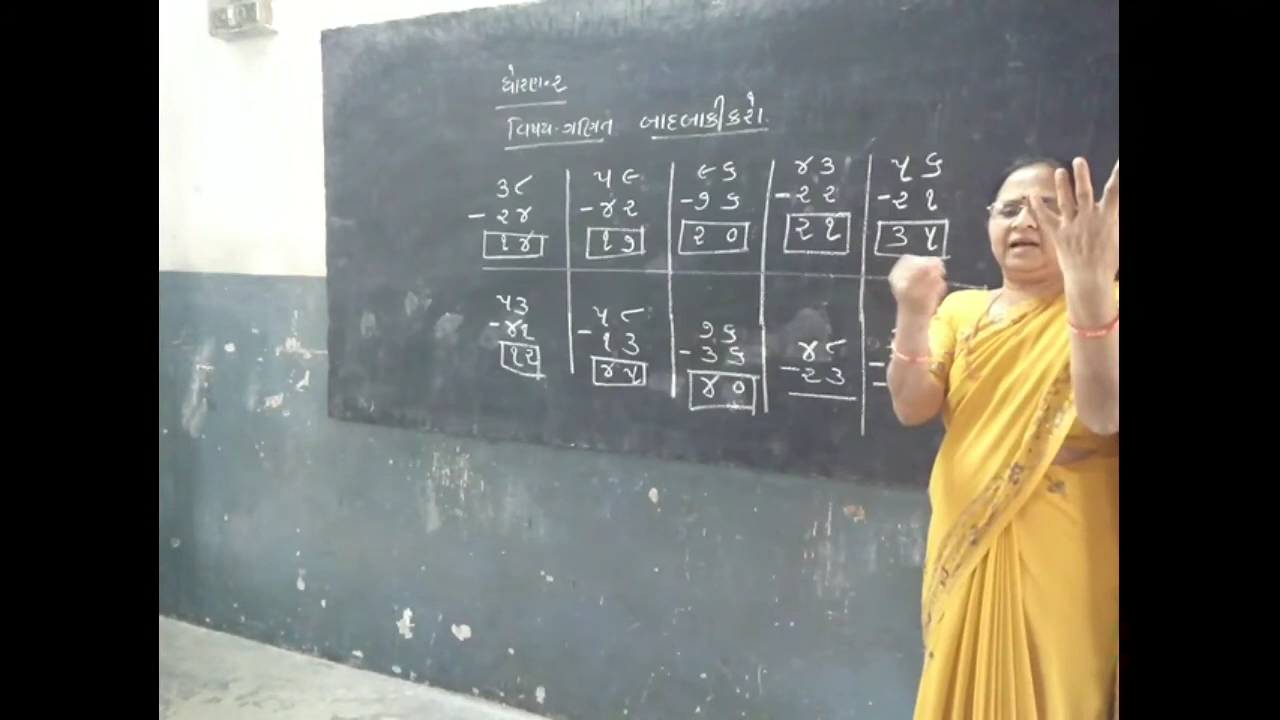 ધોરણ-૨
વિષય-ગણિત બાદબાકી કરો.
૩૮ ૫૯ ૯૬ ૪૩ ૫૬
-૨૪ -૪૨ -૭૬ -૨૨ -૨૧
૧૪ ૧૭ ૨૦ ૨૧ ૩૫
૫૩ ૫૮ ૭૬ ૪૮
-૪૧ -૧૩ -૩૬ -૨૩
૧૨ ૪૫ ૪૦